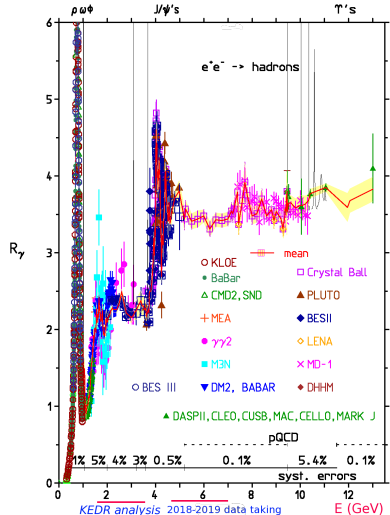 ρ ωϕ J/ψ's ϒ's
6
e⁺e⁻ -> hadrons
5
4
3
2
1
0
Rγ
mean
KLOE
BaBar
CMD2,SND
MEA
γγ2
M3N
Crystal Ball
PLUTO
BESII
LENA
MD-1
DHHM
BES III
DM2, BABAR
DASPII,CLEO,CUSB,MAC,CELLO,MARK J
pQCD
1% 5% 4% 3% 0.5% 0.1% 5.4% 0.1%
syst. errors
0 2 4 6 8 10 12
KEDR analysis 2018-2019 data taking E (GeV)